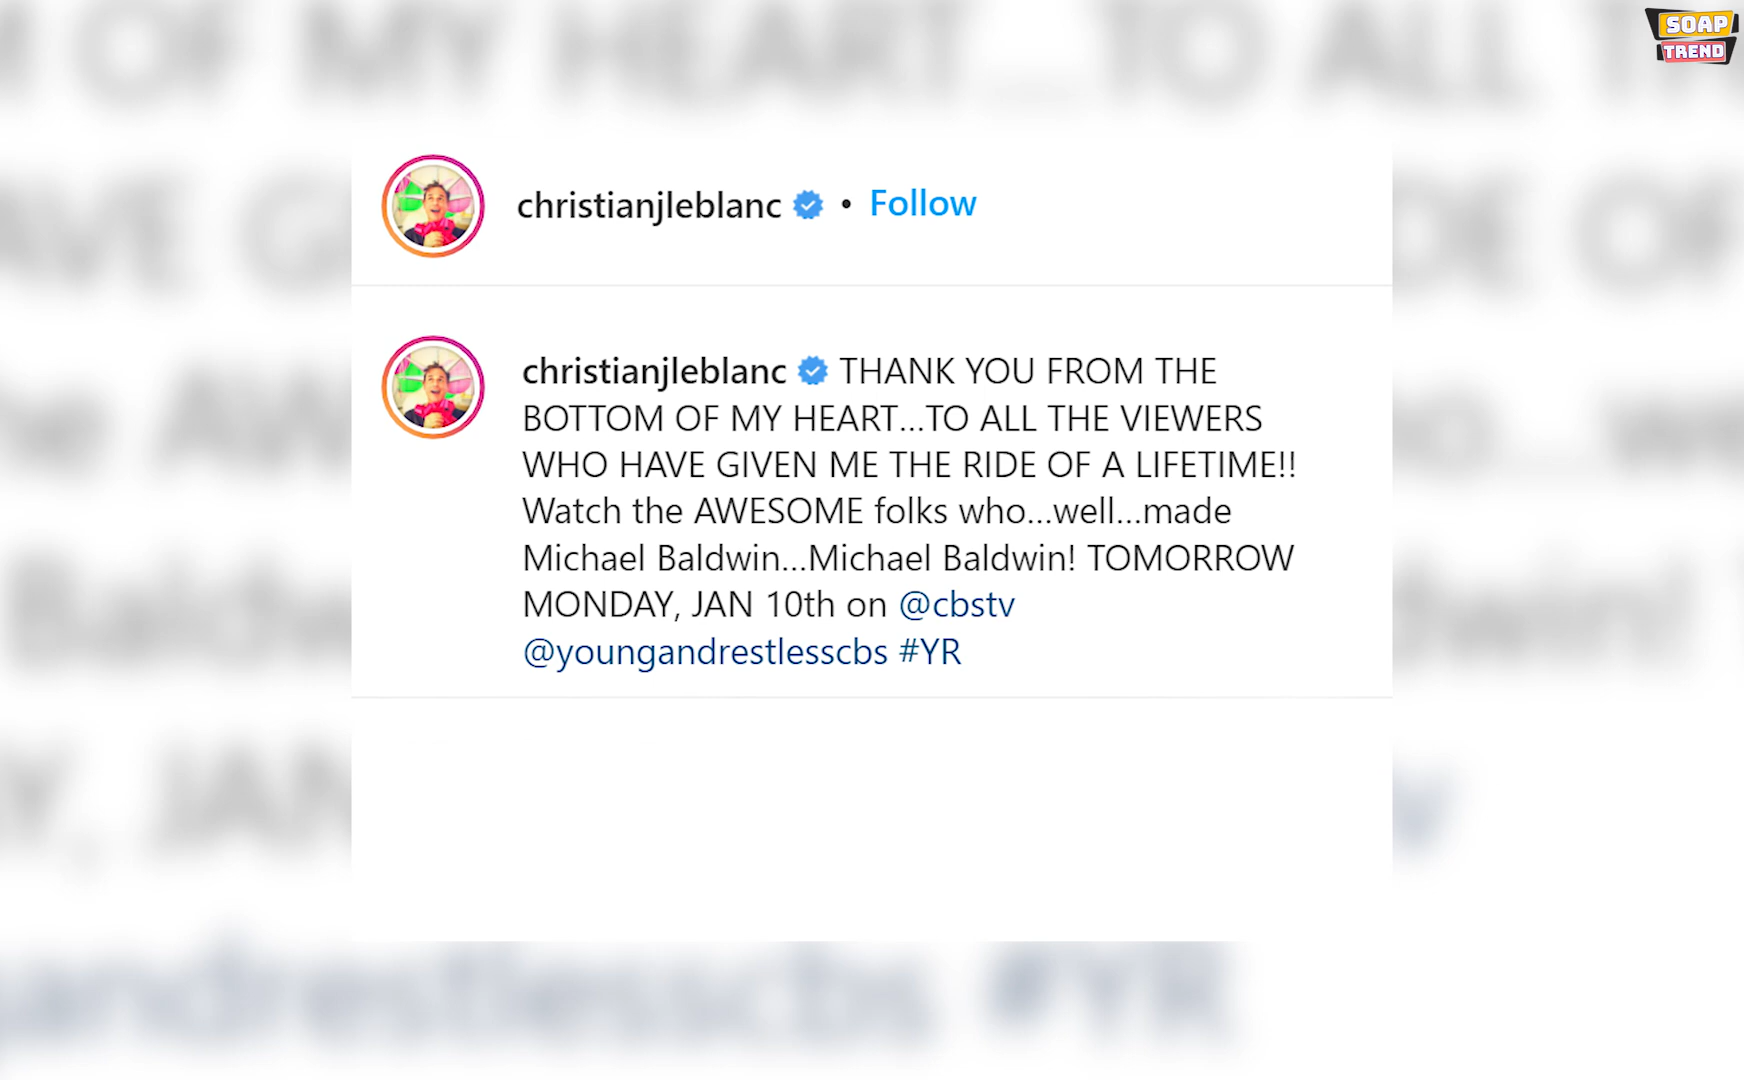 SOAP
TREND
christianjleblanc • Follow
christianjleblanc THANK YOU FROM THE
BOTTOM OF MY HEART...TO ALL THE VIEWERS
WHO HAVE GIVEN ME THE RIDE OF A LIFETIME!!
Watch the AWESOME folks who...well...made
Michael Baldwin...Michael Baldwin! TOMORROW
MONDAY, JAN 10th on @cbstv
@youngandrestlesscbs #YR